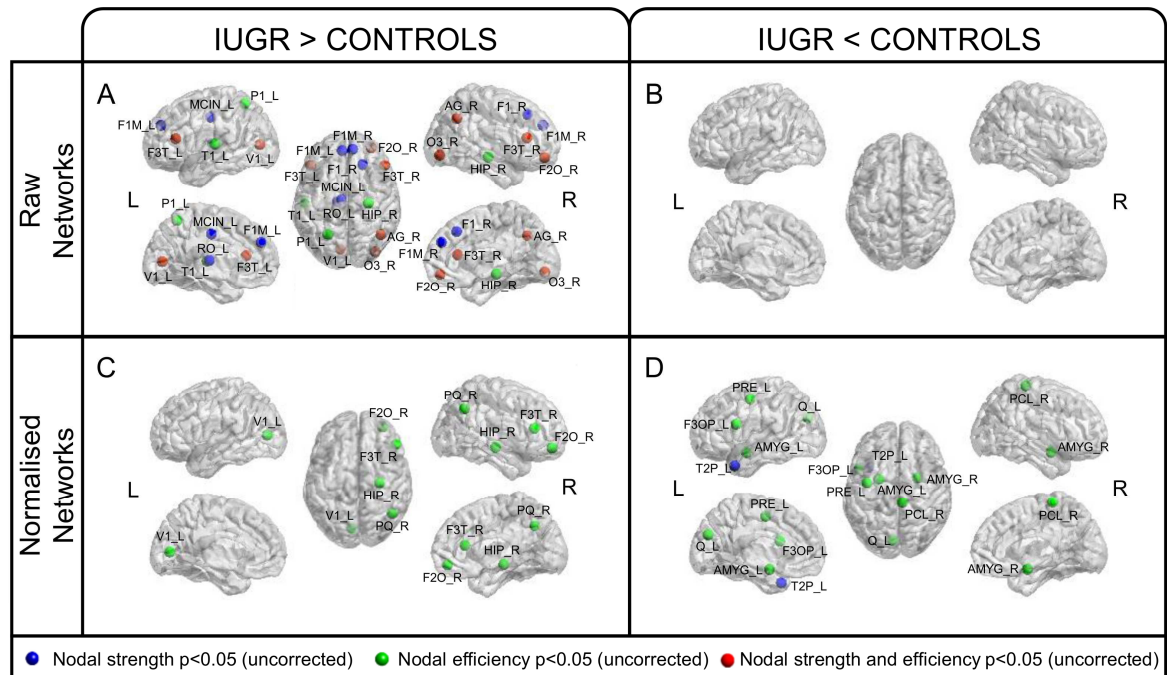 IUGR > CONTROLS
IUGR < CONTROLS
Raw
Networks
A
P1_L
MCIN_L
F1M_L
F3T_L
T1_L
V1_L
L
P1_L
MCIN_L
F1M_L
RO_L
V1_L
T1_L
F3T_L
F1M_R
F1M_L
F2O_R
F1_R
F3T_L
F3T_R
MCIN_L
T1_L
RO_L
HIP_R
P1_L
AG_R
V1_L
O3_R
AG_R
F1_R
F1M_R
O3_R
F3T_R
HIP_R
F2O_R
R
F1_R
AG_R
F1M_R
F3T_R
F2O_R
HIP_R
O3_R
B
L
R
Normalised
Networks
C
V1_L
L
V1_L
F2O_R
F3T_R
HIP_R
V1_L
PQ_R
PQ_R
F3T_R
HIP_R
F2O_R
R
F3T_R
PQ_R
HIP_R
F2O_R
D
PRE_L
Q_L
F3OP_L
AMYG_L
T2P_L
L
PRE_L
Q_L
F3OP_L
AMYG_L
T2P_L
T2P_L
F3OP_L
AMYG_R
PRE_L
AMYG_L
PCL_R
Q_L
PCL_R
AMYG_R
R
PCL_R
AMYG_R
Nodal strength p<0.05 (uncorrected)
Nodal efficiency p<0.05 (uncorrected)
Nodal strength and efficiency p<0.05 (uncorrected)